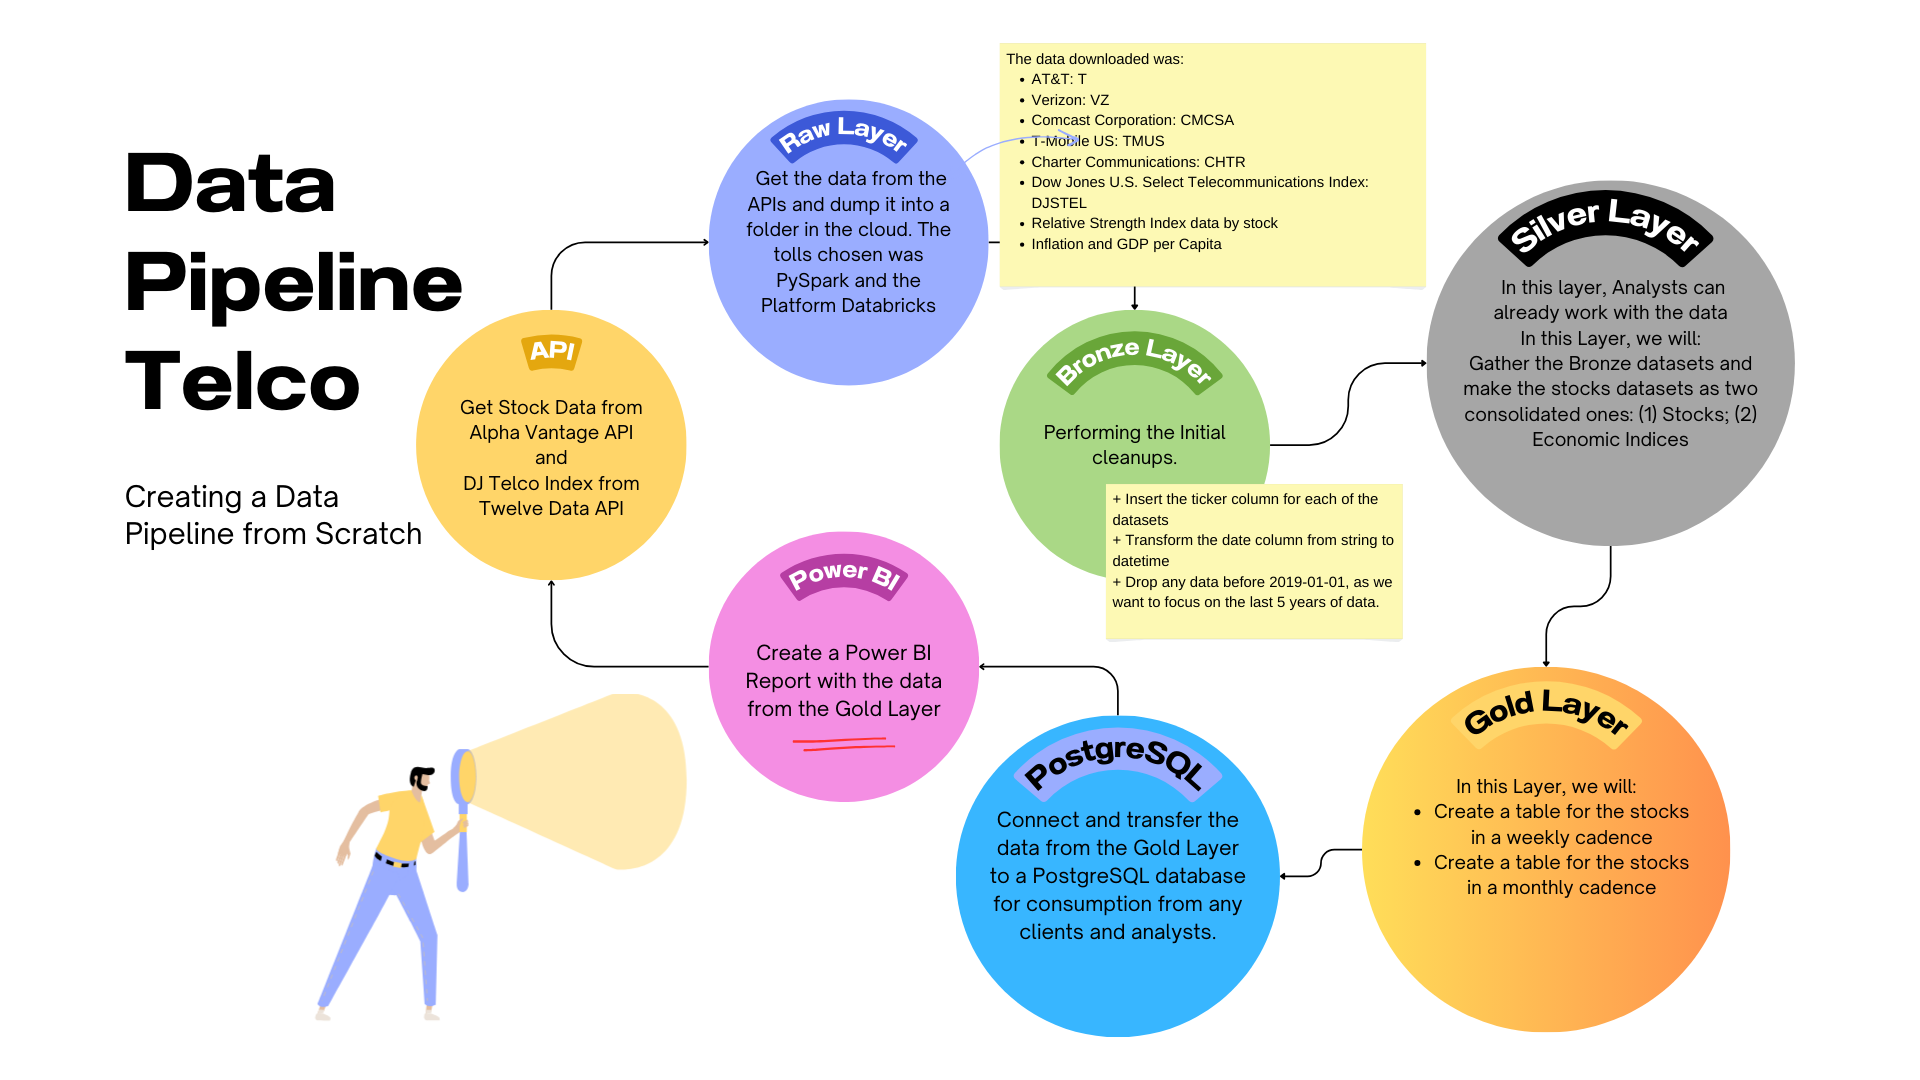 Data
Pipeline
Telco
Creating a Data
Pipeline from Scratch
API
Get Stock Data from
Alpha Vantage API
and
DJ Telco Index from
Twelve Data API
Raw Layer
Get the data from the
APIs and dump it into a
folder in the cloud. The
tolls chosen was
PySpark and the
Platform Databricks
The data downloaded was:
• AT&T: T
• Verizon: VZ
• Comcast Corporation: CMCSA
• T-Mobile US: TMUS
• Charter Communications: CHTR
• Dow Jones U.S. Select Telecommunications Index:
DJSTEL
• Relative Strength Index data by stock
• Inflation and GDP per Capita
Bronze Layer
Performing the Initial
cleanups.
+ Insert the ticker column for each of the
datasets
+ Transform the date column from string to
datetime
+ Drop any data before 2019-01-01, as we
want to focus on the last 5 years of data.
Silver Layer
In this layer, Analysts can
already work with the data
In this Layer, we will:
Gather the Bronze datasets and
make the stocks datasets as two
consolidated ones: (1) Stocks; (2)
Economic Indices
Gold Layer
In this Layer, we will:
• Create a table for the stocks
in a weekly cadence
• Create a table for the stocks
in a monthly cadence
PostgreSQL
Connect and transfer the
data from the Gold Layer
to a PostgreSQL database
for consumption from any
clients and analysts.
Power BI
Create a Power BI
Report with the data
from the Gold Layer